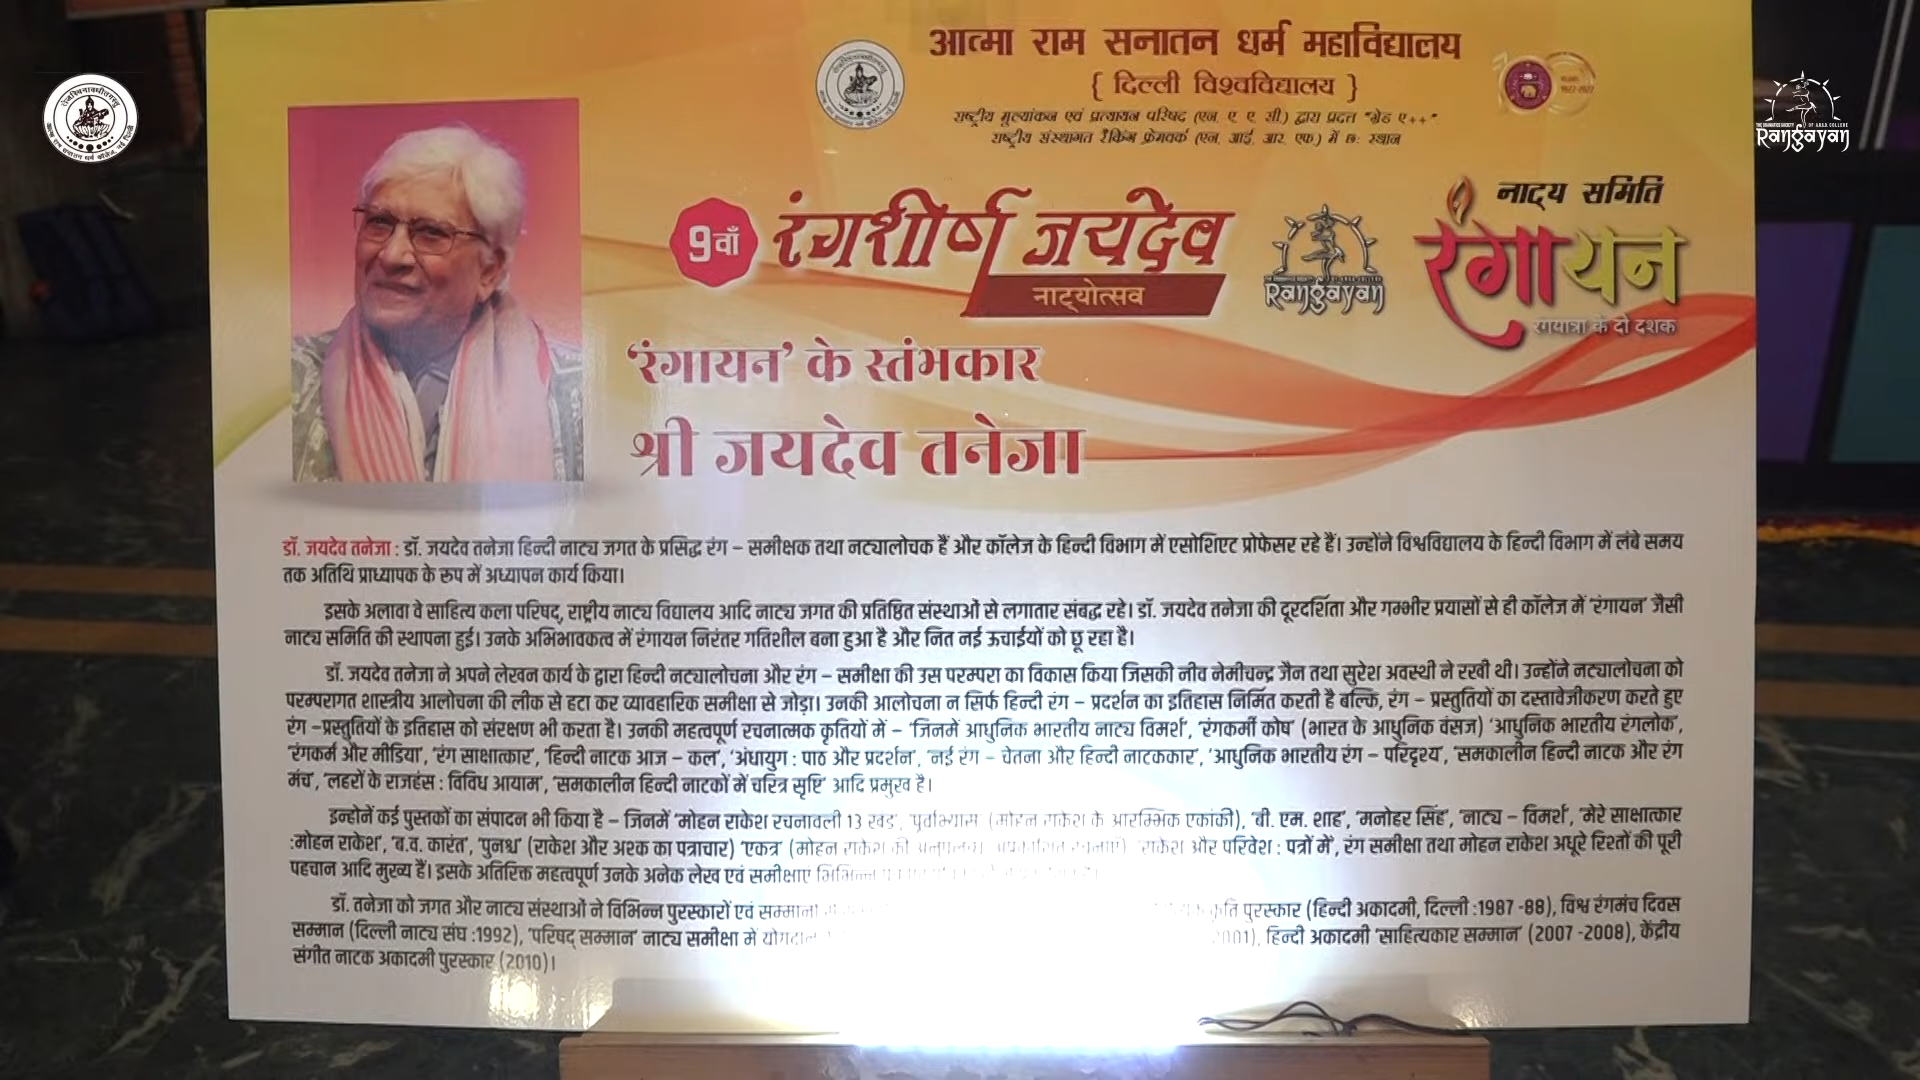 आत्मा राम सनातन धर्म महाविद्यालय
{ दिल्ली विश्वविद्यालय }
राष्ट्रीय मूल्यांकन एवं प्रत्यायन परिषद (एन. ए. ए. सी.) द्वारा प्रदत्त "ग्रेड ए++"
राष्ट्रीय संस्थागत रैंकिंग फ्रेमवर्क (एन. आई. आर. एफ.) में छः स्थान
Rangayan
9वाँ रंगशीर्ष जयदेव
नाट्योत्सव
Rangayan
नाट्य समिति
रंगायन
रंगयात्रा के दो दशक
'रंगायन' के स्तंभकार
श्री जयदेव तनेजा
डॉ. जयदेव तनेजा : डॉ. जयदेव तनेजा हिन्दी नाट्य जगत के प्रसिद्ध रंग – समीक्षक तथा नट्यालोचक हैं और कॉलेज के हिन्दी विभाग में एसोशिएट प्रोफेसर रहे हैं। उन्होंने विश्वविद्यालय के हिन्दी विभाग में लंबे समय
तक अतिथि प्राध्यापक के रूप में अध्यापन कार्य किया।
इसके अलावा वे साहित्य कला परिषद्, राष्ट्रीय नाट्य विद्यालय आदि नाट्य जगत की प्रतिष्ठित संस्थाओं से लगातार संबद्ध रहे। डॉ. जयदेव तनेजा की दूरदर्शिता और गम्भीर प्रयासों से ही कॉलेज में 'रंगायन' जैसी
नाट्य समिति की स्थापना हुई। उनके अभिभावकत्व में रंगायन निरंतर गतिशील बना हुआ है और नित नई ऊचाईयों को छू रहा है।
डॉ. जयदेव तनेजा ने अपने लेखन कार्य के द्वारा हिन्दी नट्यालोचना और रंग – समीक्षा की उस परम्परा का विकास किया जिसकी नीव नेमीचन्द्र जैन तथा सुरेश अवस्थी ने रखी थी। उन्होंने नट्यालोचना को
परम्परागत शास्त्रीय आलोचना की लीक से हटा कर व्यावहारिक समीक्षा से जोड़ा। उनकी आलोचना न सिर्फ हिन्दी रंग – प्रदर्शन का इतिहास निर्मित करती है बल्कि, रंग – प्रस्तुतियों का दस्तावेजीकरण करते हुए
रंग –प्रस्तुतियों के इतिहास को संरक्षण भी करता है। उनकी महत्वपूर्ण रचनात्मक कृतियों में – 'जिनमें आधुनिक भारतीय नाट्य विमर्श', 'रंगकर्मी कोष' (भारत के आधुनिक वंसज) 'आधुनिक भारतीय रंगलोक',
'रंगकर्म और मीडिया', 'रंग साक्षात्कार', 'हिन्दी नाटक आज – कल', 'अंधायुग : पाठ और प्रदर्शन', 'नई रंग – चेतना और हिन्दी नाटककार', 'आधुनिक भारतीय रंग – परिदृश्य', 'समकालीन हिन्दी नाटक और रंग
मंच', 'लहरों के राजहंस : विविध आयाम', 'समकालीन हिन्दी नाटकों में चरित्र सृष्टि' आदि प्रमुख है।
इन्होनें कई पुस्तकों का संपादन भी किया है – जिनमें 'मोहन राकेश रचनावली 13 खंड', 'पूर्वाभ्यास' (मोहन राकेश के आरम्भिक एकांकी), 'बी. एम. शाह', 'मनोहर सिंह', 'नाट्य – विमर्श', 'मेरे साक्षात्कार
:मोहन राकेश', 'ब.व. कारंत', 'पुनश्च' (राकेश और अश्क का पत्राचार) 'एकत्र' (मोहन राकेश की 'राकेश और परिवेश : पत्रों में', रंग समीक्षा तथा मोहन राकेश अधूरे रिश्तों की पूरी
पहचान आदि मुख्य हैं। इसके अतिरिक्त महत्वपूर्ण उनके अनेक लेख एवं समीक्षाएं
डॉ. तनेजा को जगत और नाट्य संस्थाओं ने विभिन्न पुरस्कारों एवं सम्मानों पुरस्कार (हिन्दी अकादमी, दिल्ली :1987 -88), विश्व रंगमंच दिवस
सम्मान (दिल्ली नाट्य संघ :1992), 'परिषद् सम्मान' नाट्य समीक्षा में योगदान हिन्दी अकादमी 'साहित्यकार सम्मान' (2007 -2008), केंद्रीय
संगीत नाटक अकादमी पुरस्कार (2010)।